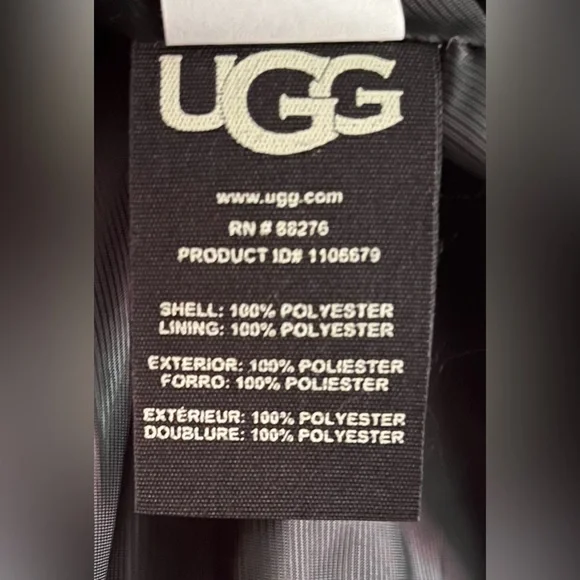 UGG
www.ugg.com
RN # 88276
PRODUCT ID# 1106679
SHELL: 100% POLYESTER
LINING: 100% POLYESTER
EXTERIOR: 100% POLIESTER
FORRO: 100% POLIESTER
EXTÉRIEUR: 100% POLYESTER
DOUBLURE: 100% POLYESTER